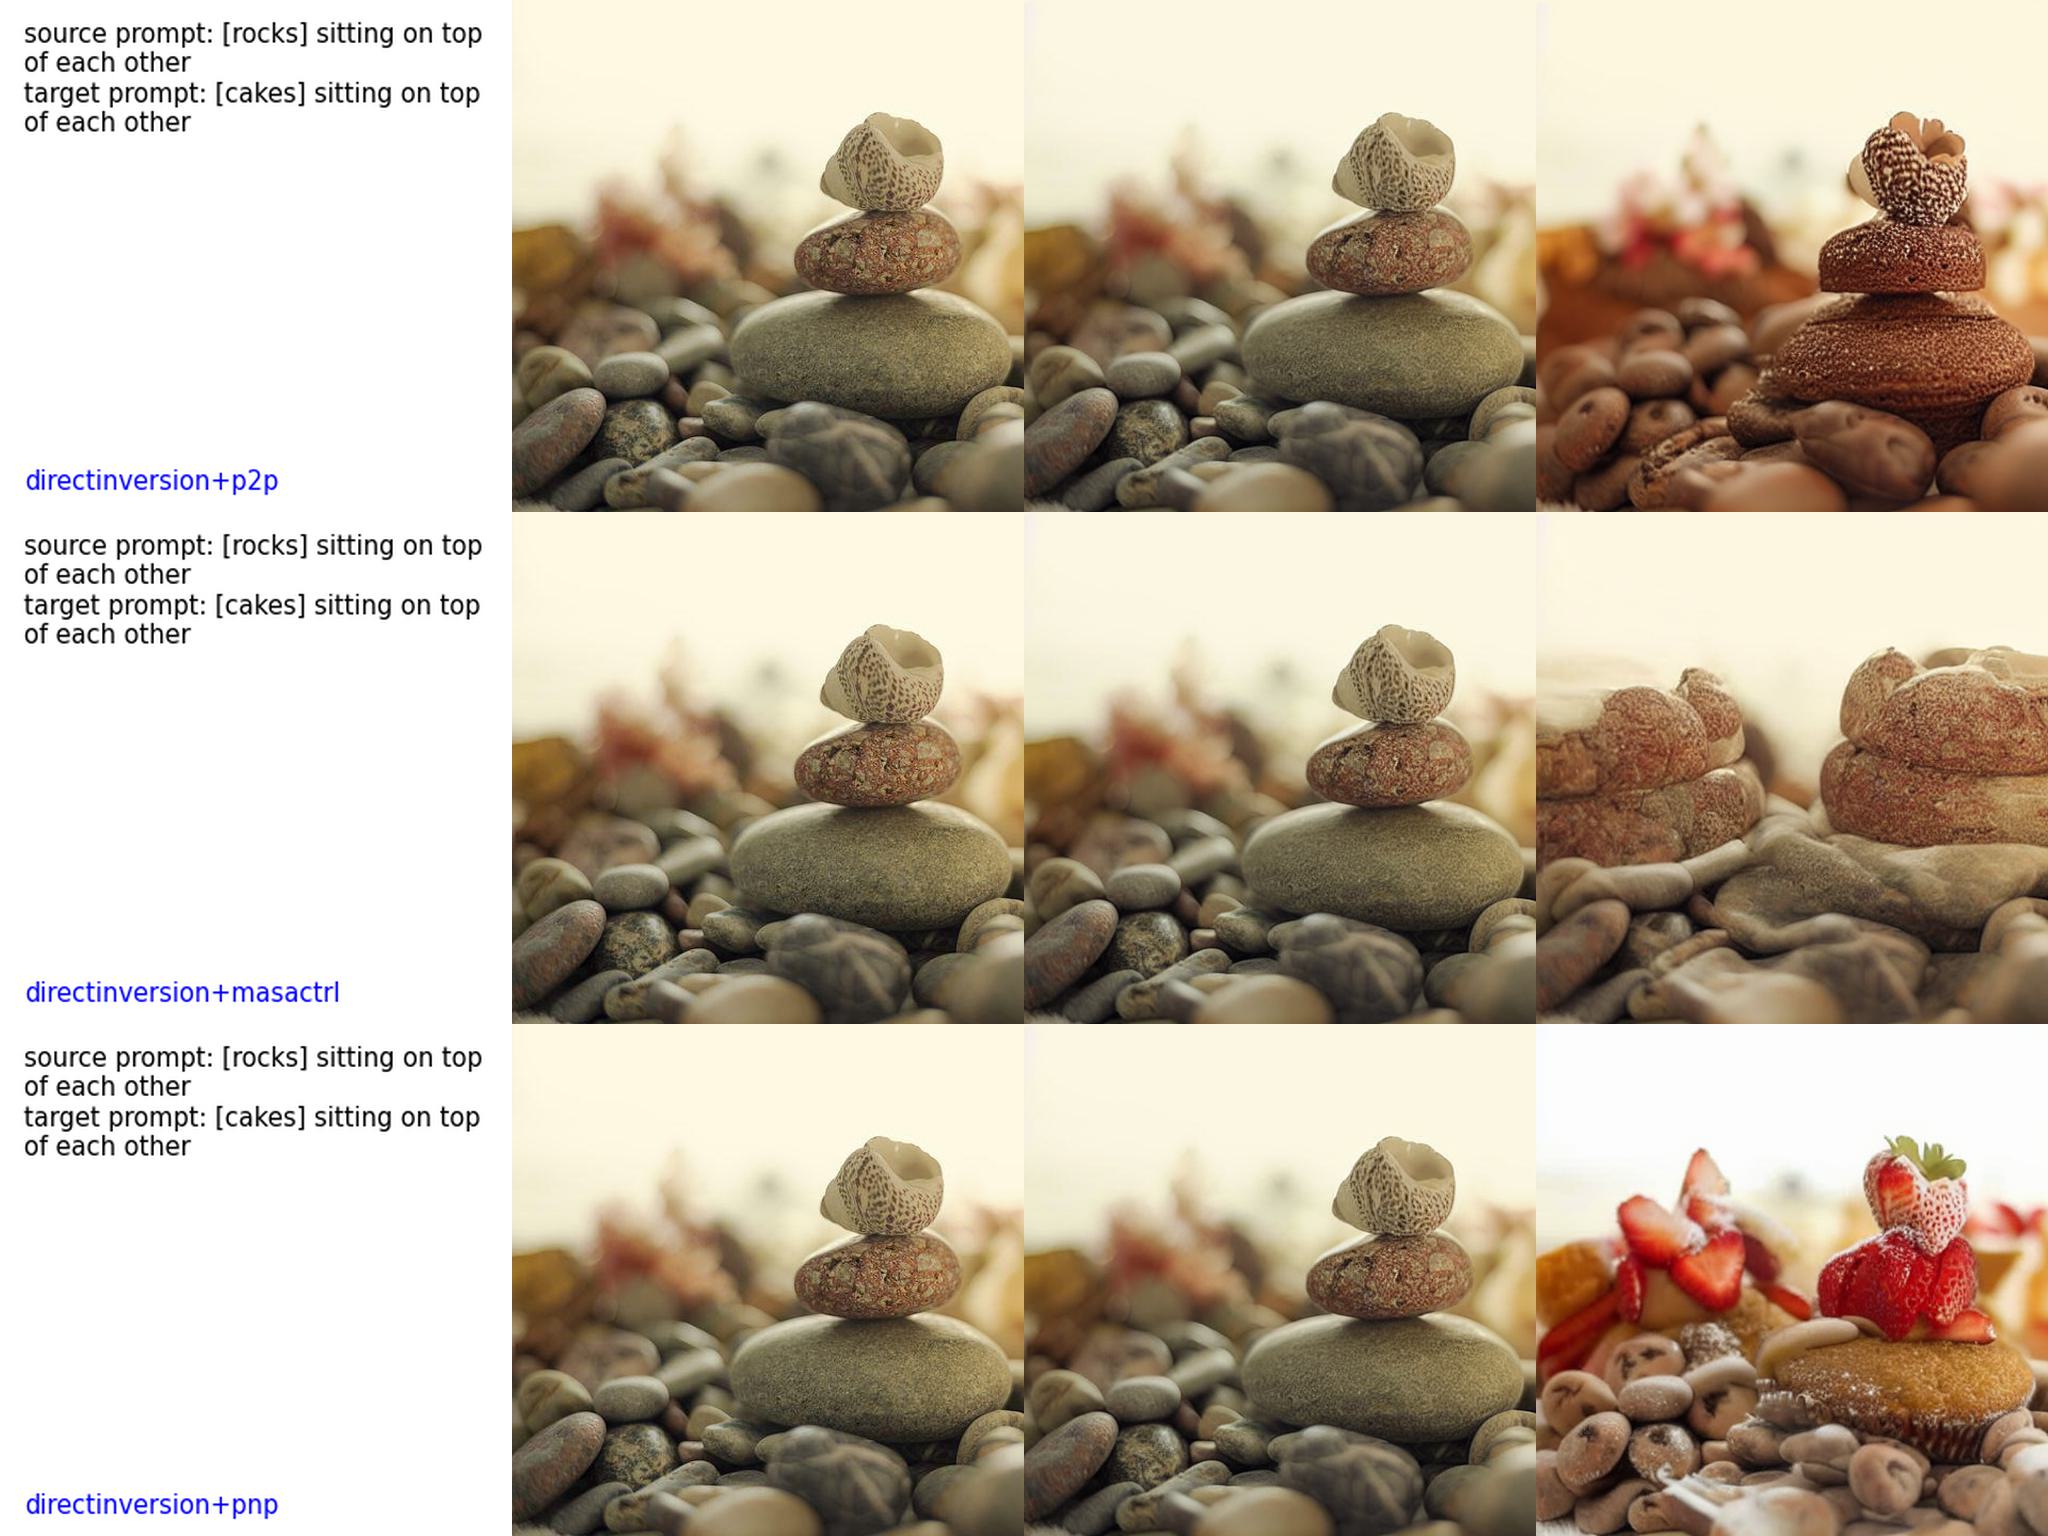 source prompt: [rocks] sitting on top
of each other
target prompt: [cakes] sitting on top
of each other
directinversion+p2p
source prompt: [rocks] sitting on top
of each other
target prompt: [cakes] sitting on top
of each other
directinversion+masactrl
source prompt: [rocks] sitting on top
of each other
target prompt: [cakes] sitting on top
of each other
directinversion+pnp